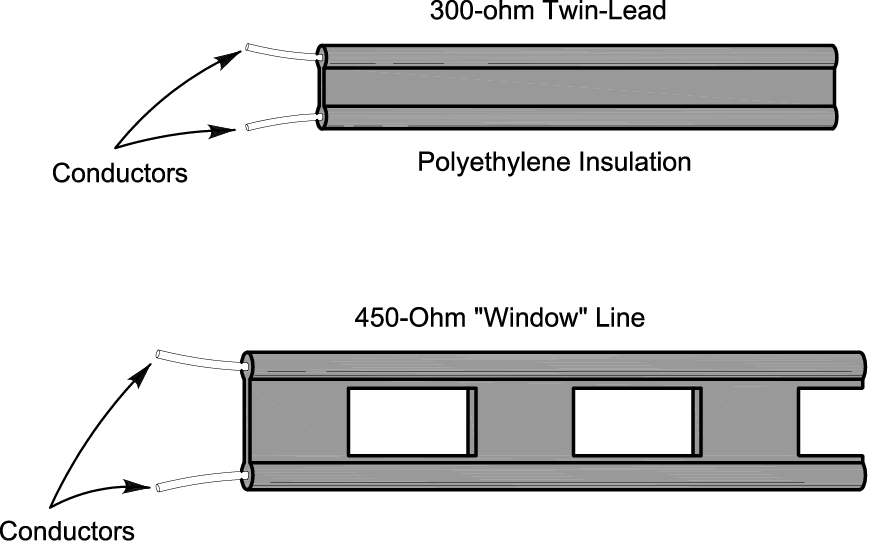 300-ohm Twin-Lead
Conductors
Polyethylene Insulation
450-Ohm "Window" Line
Conductors